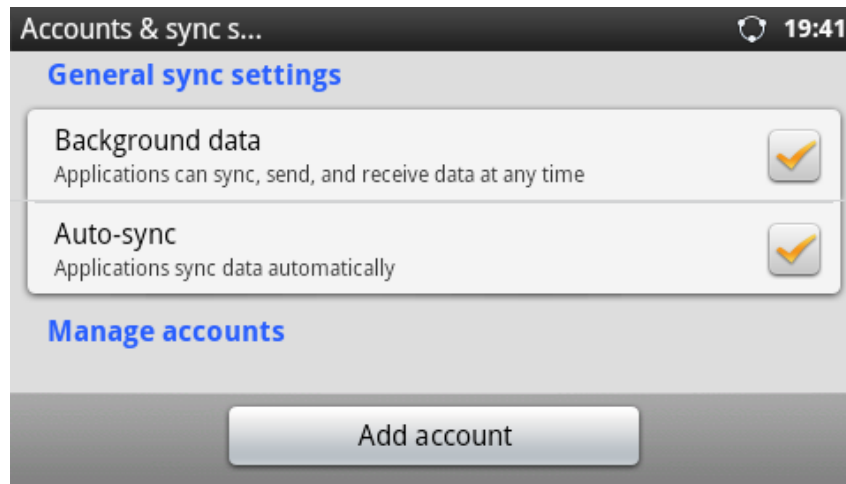 Accounts & sync s...
19:41
General sync settings
Background data
Applications can sync, send, and receive data at any time
Auto-sync
Applications sync data automatically
Manage accounts
Add account